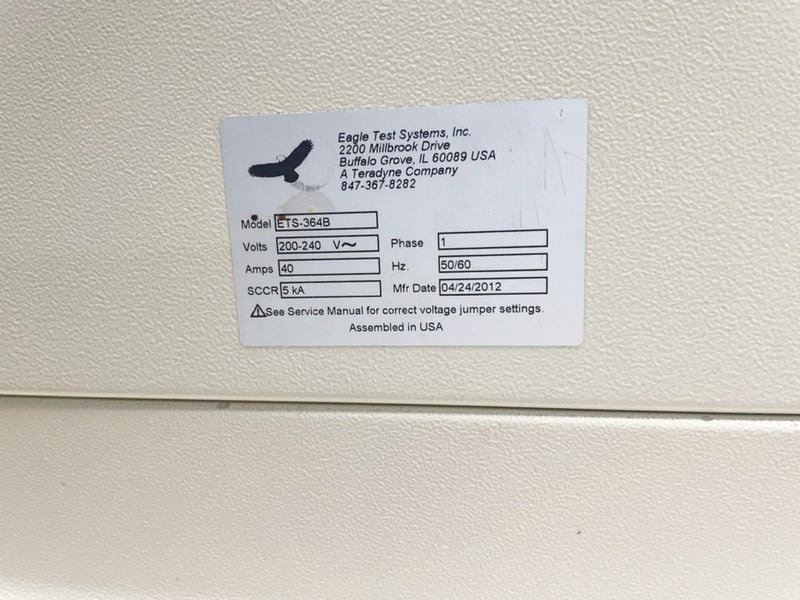 Eagle Test Systems, Inc.
2200 Millbrook Drive
Buffalo Grove, IL 60089 USA
A Teradyne Company
847-367-8282
Model ETS-364B
Volts 200-240 V~ Phase 1
Amps 40 Hz. 50/60
SCCR 5 kA Mfr Date 04/24/2012
⚠See Service Manual for correct voltage jumper settings.
Assembled in USA